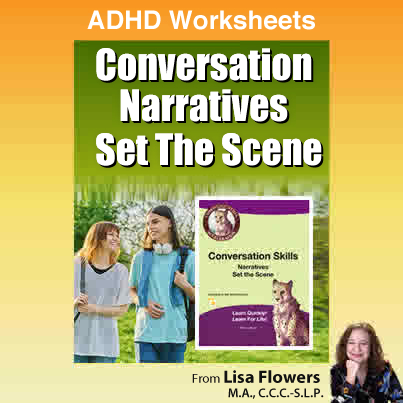 ADHD Worksheets
Conversation
Narratives
Set The Scene
Conversation Skills
Narratives
Set the Scene
Learn Quickly!
Learn For Life!
From Lisa Flowers
M.A., C.C.C.-S.L.P.